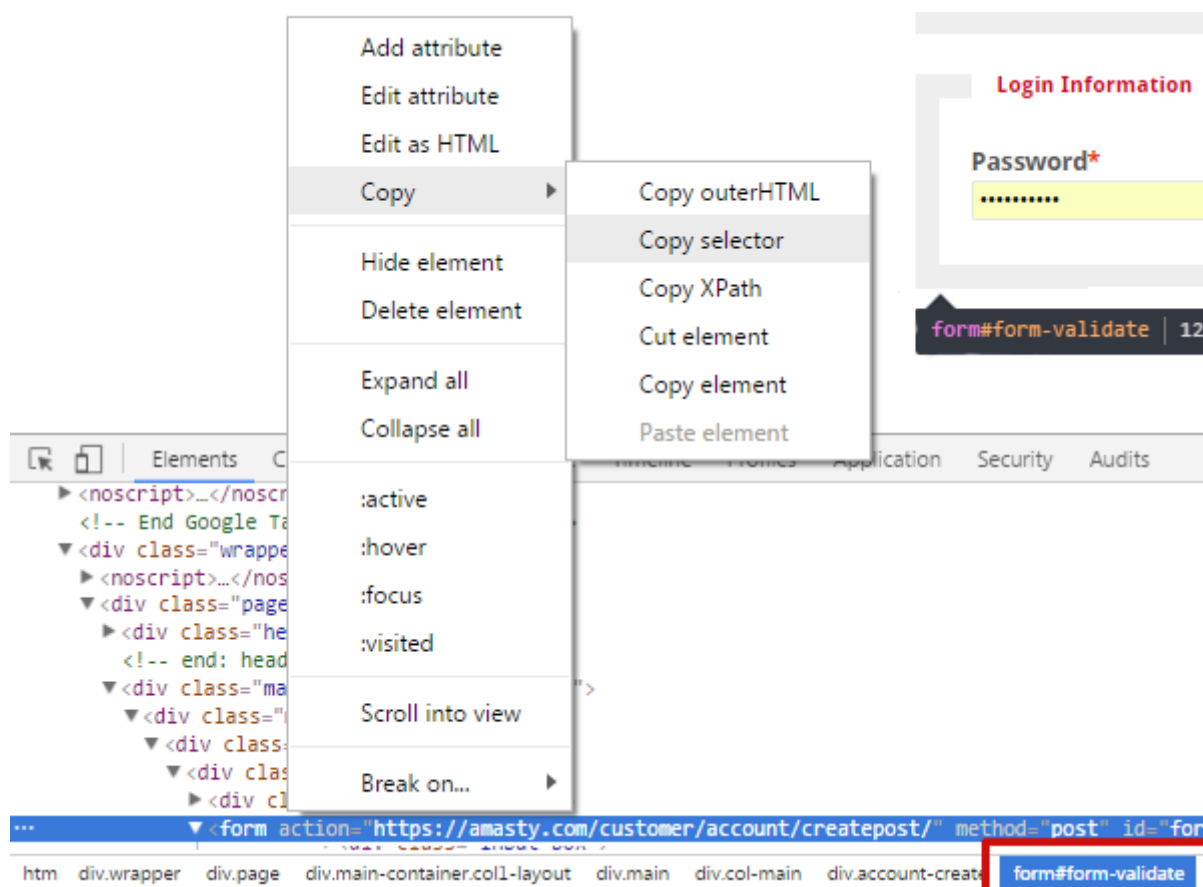 Add attribute
Edit attribute
Edit as HTML
Copy
Hide element
Delete element
Expand all
Collapse all
:active
:hover
:focus
:visited
Scroll into view
Break on...
Copy outerHTML
Copy selector
Copy XPath
Cut element
Copy element
Paste element
Login Information
Password*
form#form-validate | 12
Elements C Timeline Profiles Application Security Audits
<noscript>…</noscr
<!-- End Google Ta
<div class="wrappe
<noscript>…</nos
<div class="page
<div class="he
<!-- end: head
<div class="ma ">
<div class="
<div class=
<div clas
<div cl
... <form action="https://amasty.com/customer/account/createpost/" method="post" id="for
htm div.wrapper div.page div.main-container.col1-layout div.main div.col-main div.account-create form#form-validate